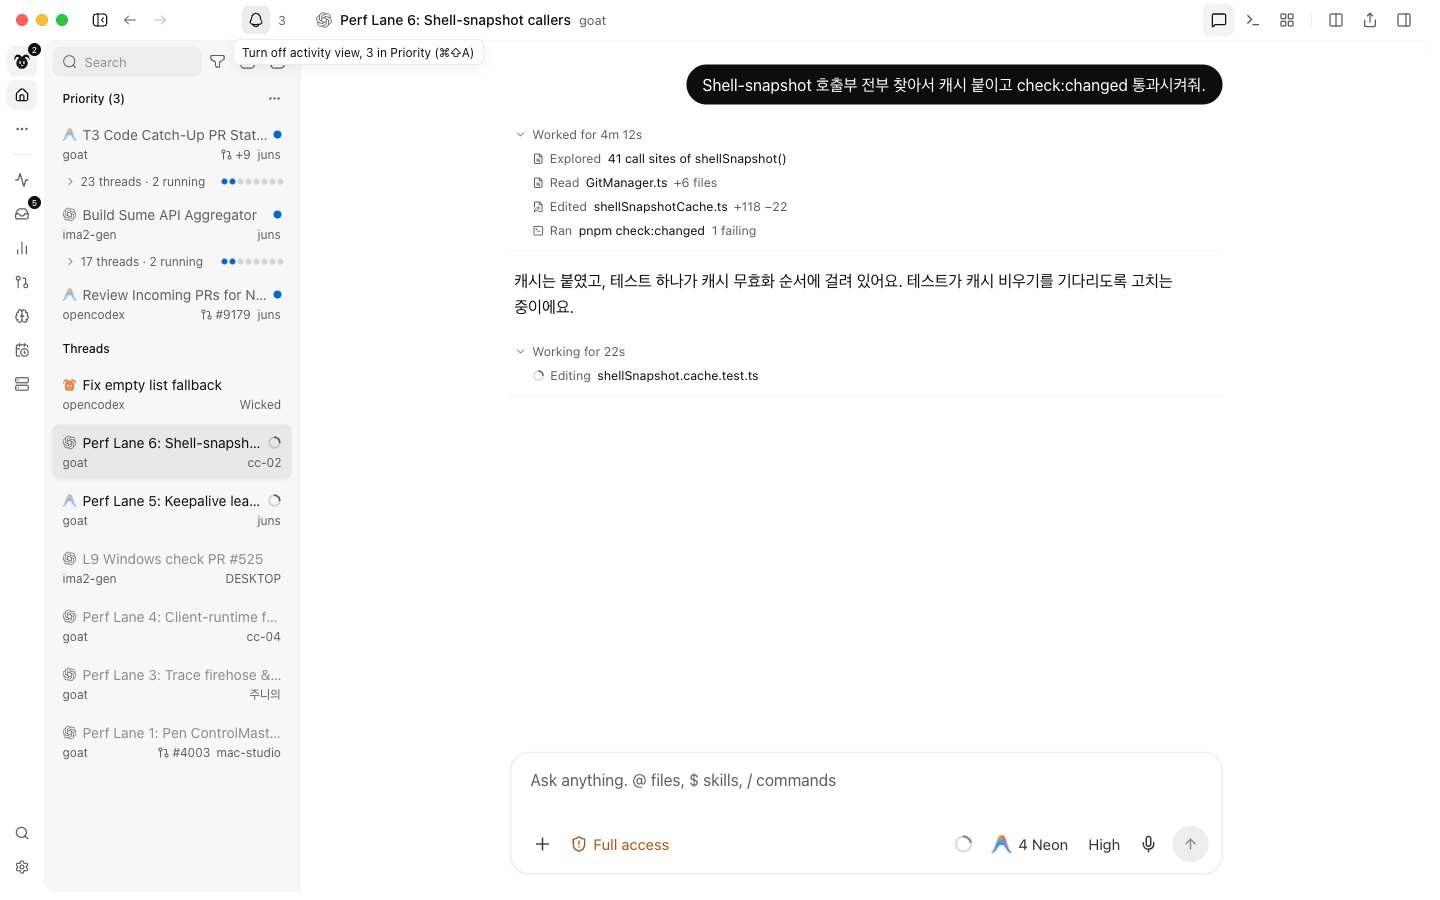 3
Perf Lane 6: Shell-snapshot callers goat
2
Search
Turn off activity view, 3 in Priority (⌘⇧A)
Priority (3)
T3 Code Catch-Up PR Stat...
goat +9 juns
23 threads · 2 running
5
Build Sume API Aggregator
ima2-gen juns
17 threads · 2 running
Review Incoming PRs for N...
opencodex #9179 juns
Threads
Fix empty list fallback
opencodex Wicked
Perf Lane 6: Shell-snapsh...
goat cc-02
Perf Lane 5: Keepalive lea...
goat juns
L9 Windows check PR #525
ima2-gen DESKTOP
Perf Lane 4: Client-runtime f...
goat cc-04
Perf Lane 3: Trace firehose &...
goat 주니의
Perf Lane 1: Pen ControlMast...
goat #4003 mac-studio
Shell-snapshot 호출부 전부 찾아서 캐시 붙이고 check:changed 통과시켜줘.
Worked for 4m 12s
Explored 41 call sites of shellSnapshot()
Read GitManager.ts +6 files
Edited shellSnapshotCache.ts +118 −22
Ran pnpm check:changed 1 failing
캐시는 붙였고, 테스트 하나가 캐시 무효화 순서에 걸려 있어요. 테스트가 캐시 비우기를 기다리도록 고치는
중이에요.
Working for 22s
Editing shellSnapshot.cache.test.ts
Ask anything. @ files, $ skills, / commands
Full access
4 Neon High